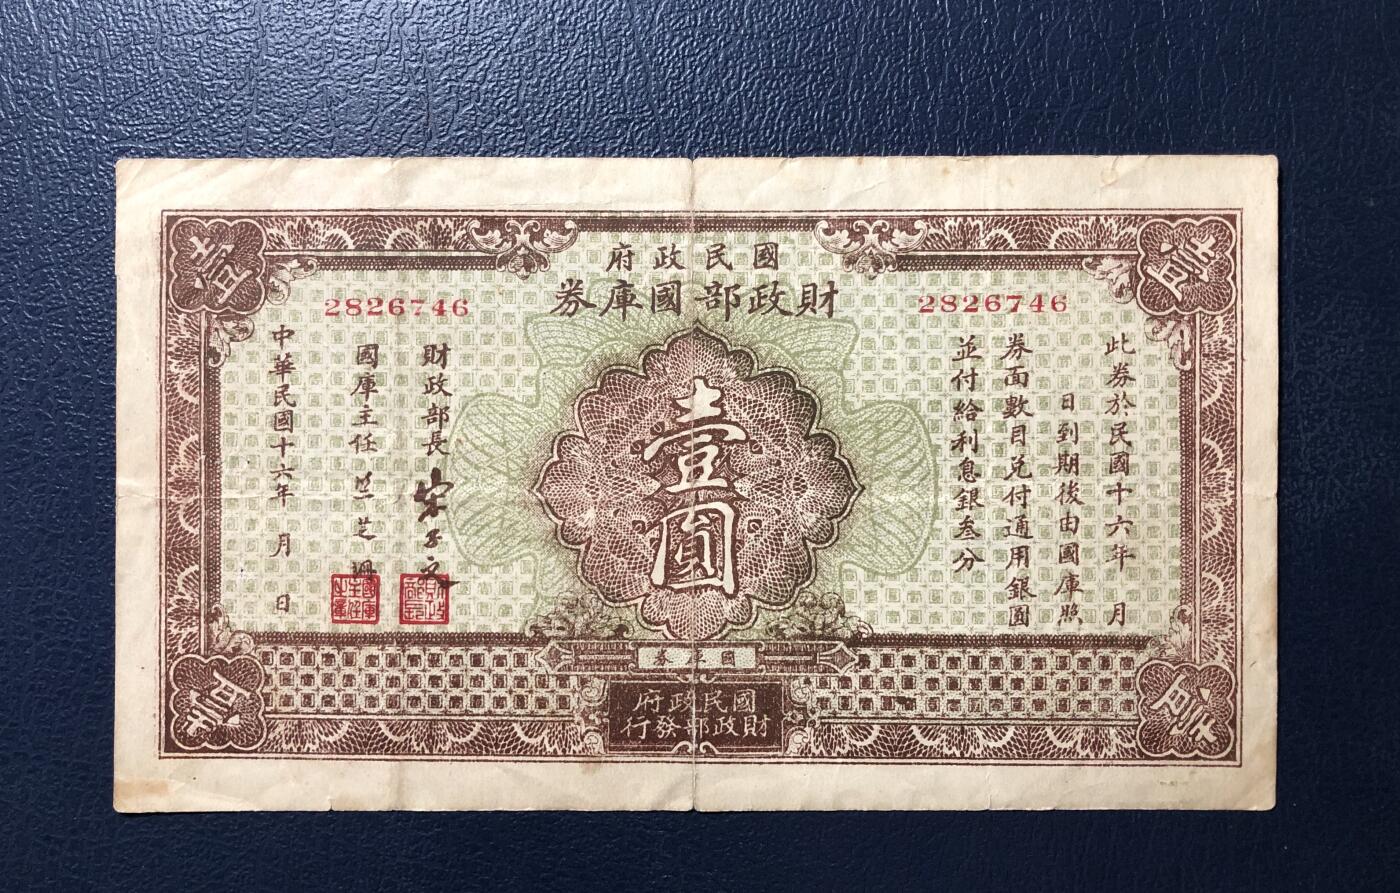 國民政府
財政部國庫券
壹
壹
2826746
2826746
此券於民國十六年 月
日到期後由國庫照
券面數目兌付通用銀圓
並付給利息銀叁分
壹圓
財政部長 宋子文
國庫主任
中華民國十六年 月 日
國庫券
國民政府
財政部發行
壹
壹